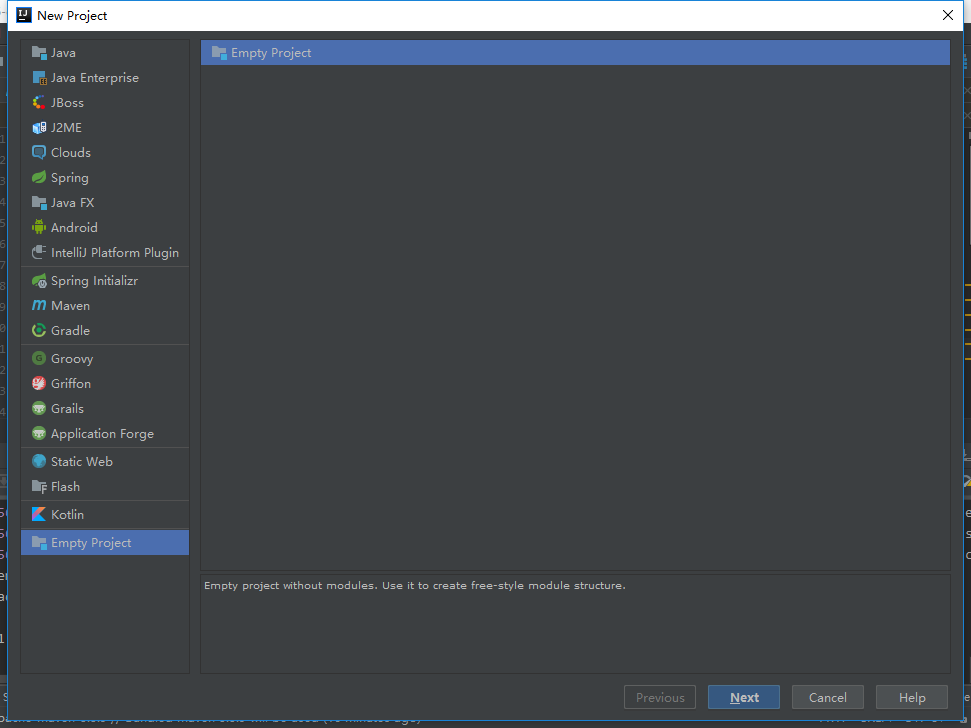 New Project
Java
Java Enterprise
JBoss
J2ME
Clouds
Spring
Java FX
Android
IntelliJ Platform Plugin
Spring Initializr
Maven
Gradle
Groovy
Griffon
Grails
Application Forge
Static Web
Flash
Kotlin
Empty Project
Empty Project
Empty project without modules. Use it to create free-style module structure.
Previous
Next
Cancel
Help